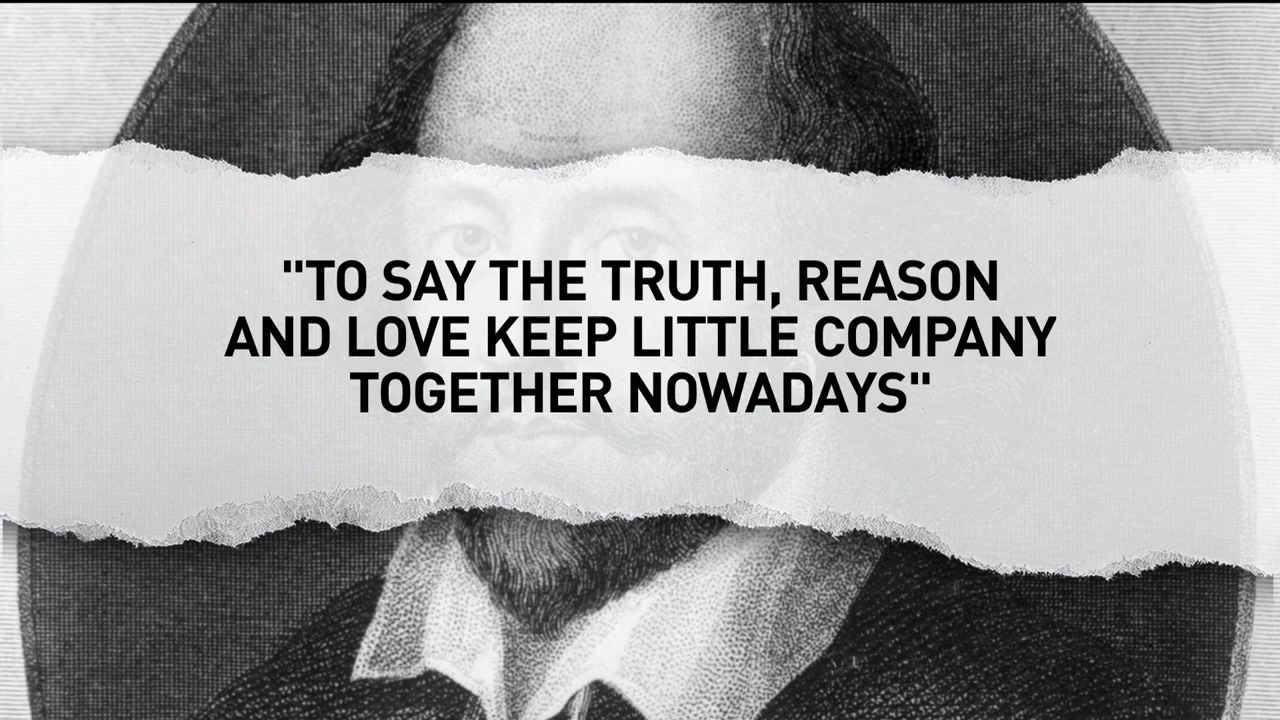 "TO SAY THE TRUTH, REASON
AND LOVE KEEP LITTLE COMPANY
TOGETHER NOWADAYS"